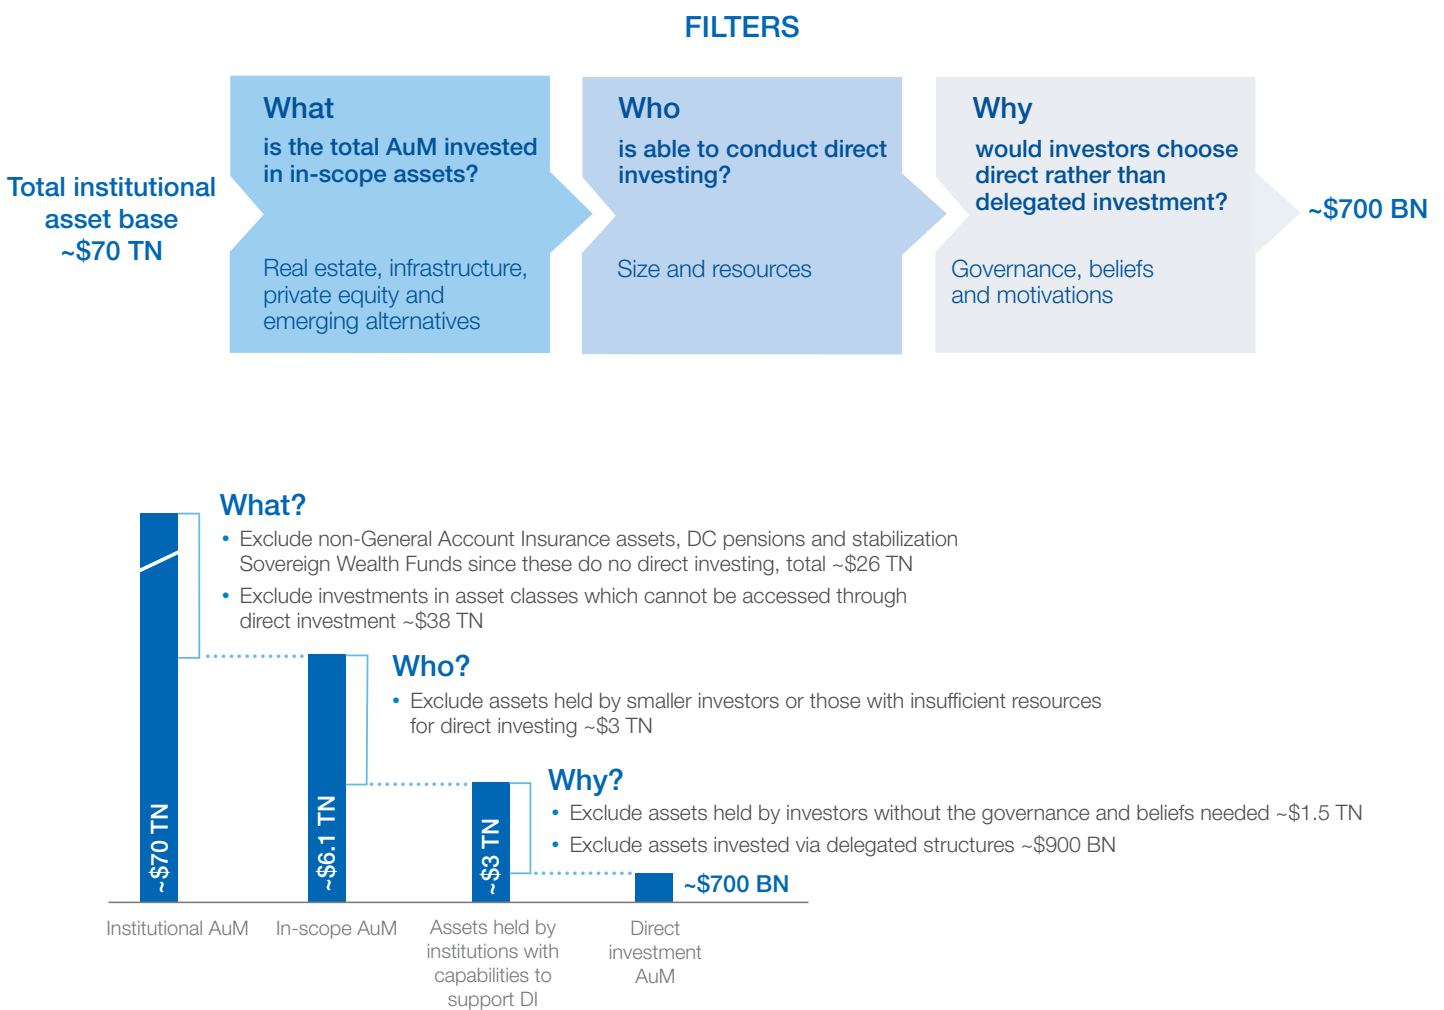 FILTERS
Total institutional
asset base
~$70 TN
What
is the total AuM invested
in in-scope assets?
Real estate, infrastructure,
private equity and
emerging alternatives
Who
is able to conduct direct
investing?
Size and resources
Why
would investors choose
direct rather than
delegated investment?
Governance, beliefs
and motivations
~$700 BN
What?
• Exclude non-General Account Insurance assets, DC pensions and stabilization
Sovereign Wealth Funds since these do no direct investing, total ~$26 TN
• Exclude investments in asset classes which cannot be accessed through
direct investment ~$38 TN
Who?
• Exclude assets held by smaller investors or those with insufficient resources
for direct investing ~$3 TN
Why?
• Exclude assets held by investors without the governance and beliefs needed ~$1.5 TN
• Exclude assets invested via delegated structures ~$900 BN
~$70 TN
~$6.1 TN
~$3 TN
~$700 BN
Institutional AuM
In-scope AuM
Assets held by
institutions with
capabilities to
support DI
Direct
investment
AuM